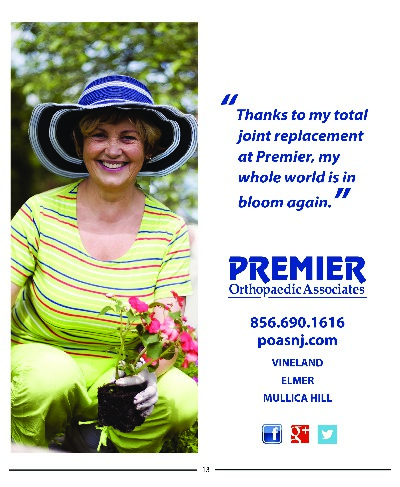 “Thanks to my total
joint replacement
at Premier, my
whole world is in
bloom again.”
PREMIER
Orthopaedic Associates
856.690.1616
poasnj.com
VINELAND
ELMER
MULLICA HILL
f
g+
13